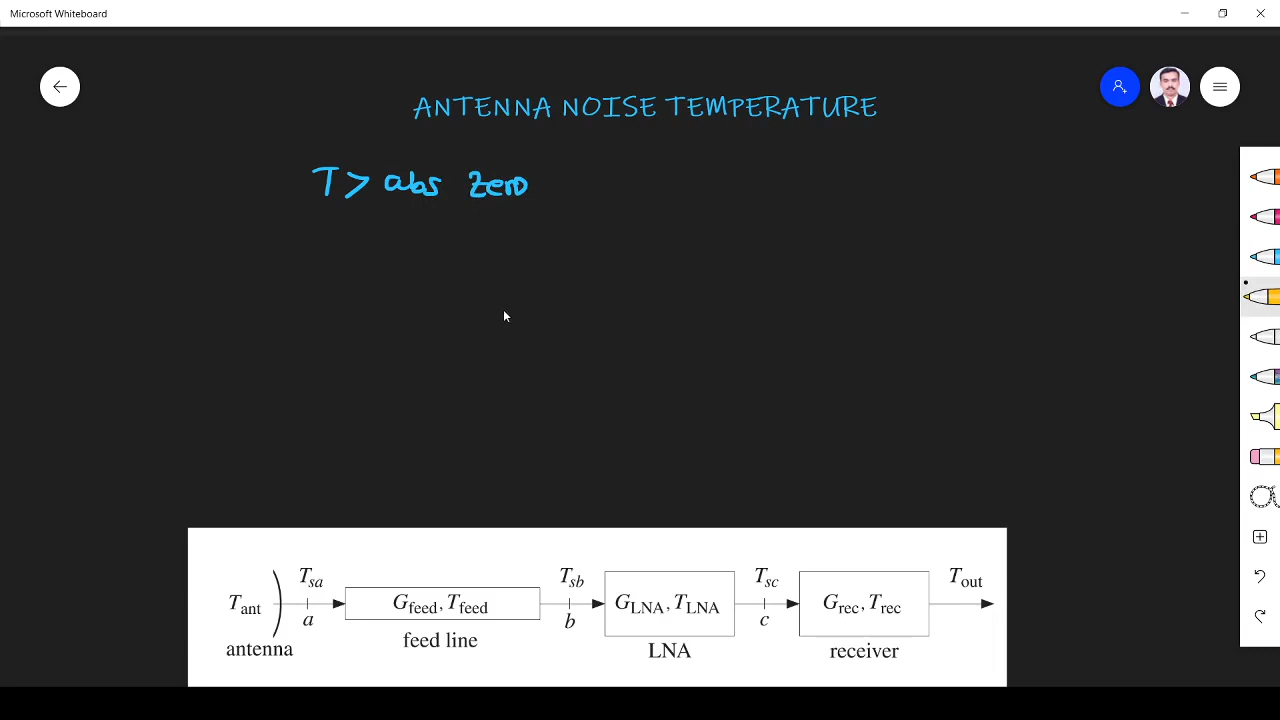 Microsoft Whiteboard
ANTENNA NOISE TEMPERATURE
T > abs zero
T_sa T_sb T_sc T_out
T_ant G_feed, T_feed G_LNA, T_LNA G_rec, T_rec
a b c
antenna feed line LNA receiver